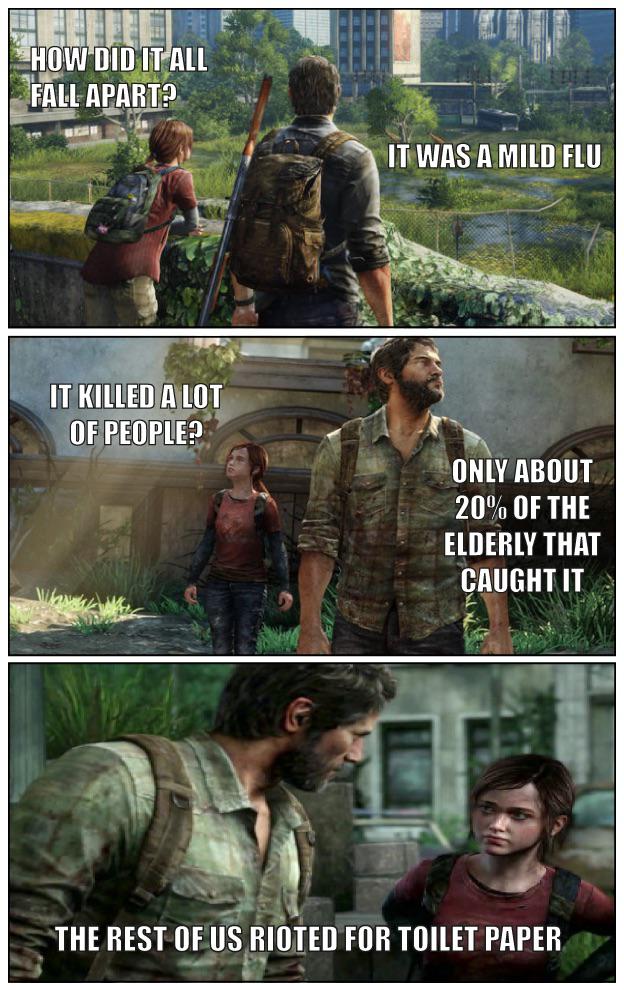 HOW DID IT ALL
FALL APART?
IT WAS A MILD FLU
IT KILLED A LOT
OF PEOPLE?
ONLY ABOUT
20% OF THE
ELDERLY THAT
CAUGHT IT
THE REST OF US RIOTED FOR TOILET PAPER